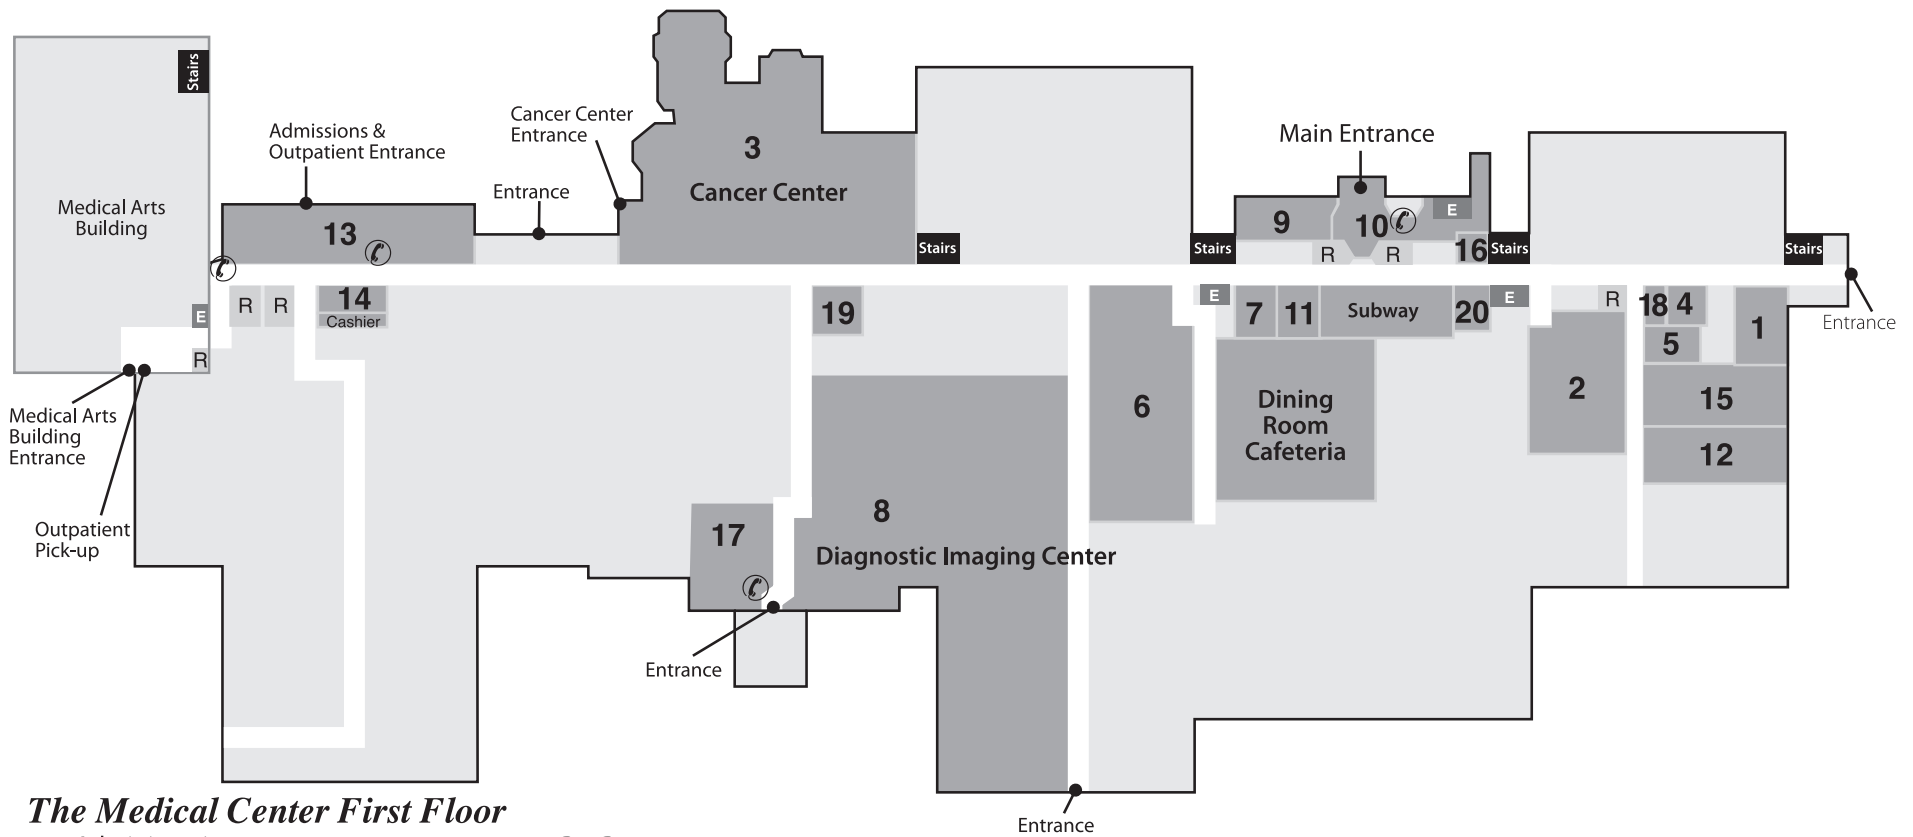 Stairs
Medical Arts
Building
Admissions &
Outpatient Entrance
Entrance
Cancer Center
Entrance
3
Cancer Center
Main Entrance
13
Stairs
Stairs
9
10
E
R
R
16
Stairs
Stairs
Entrance
E
R
R
R
14
Cashier
19
6
E
7
11
Subway
20
E
R
18
4
5
1
2
15
12
Dining
Room
Cafeteria
Medical Arts
Building
Entrance
Outpatient
Pick-up
17
8
Diagnostic Imaging Center
Entrance
Entrance
The Medical Center First Floor